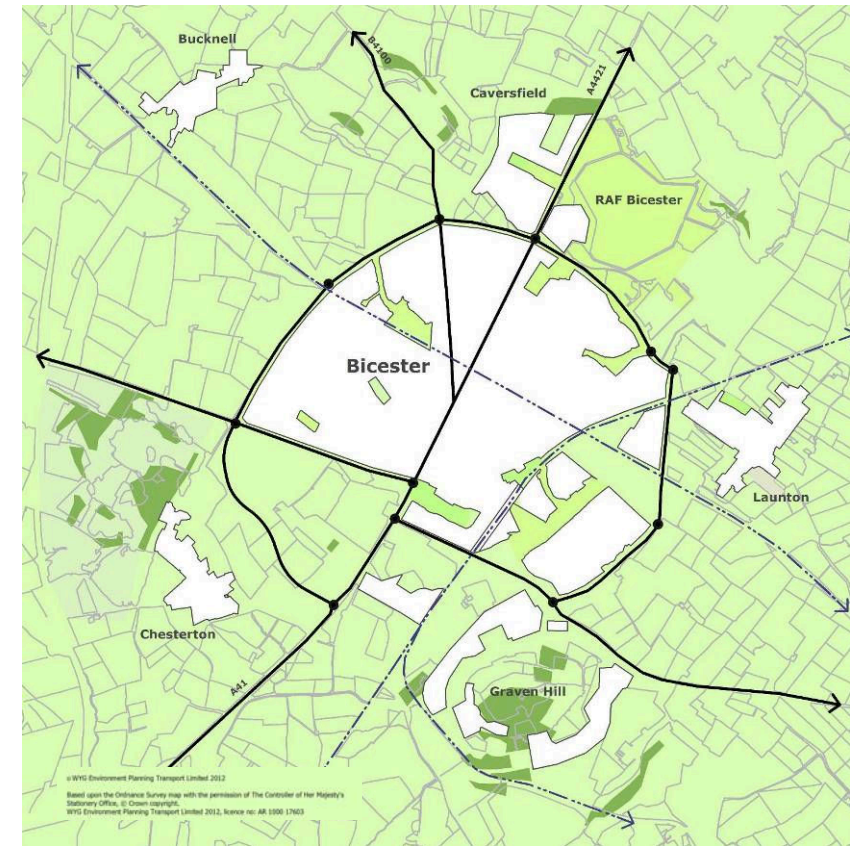 Bucknell
B4100
A4421
Caversfield
RAF Bicester
Bicester
Launton
Chesterton
Graven Hill
A41
© WYG Environment Planning Transport Limited 2012
Based upon the Ordnance Survey map with the permission of The Controller of Her Majesty's
Stationery Office, © Crown copyright.
WYG Environment Planning Transport Limited 2012, licence no: AR 1000 17603